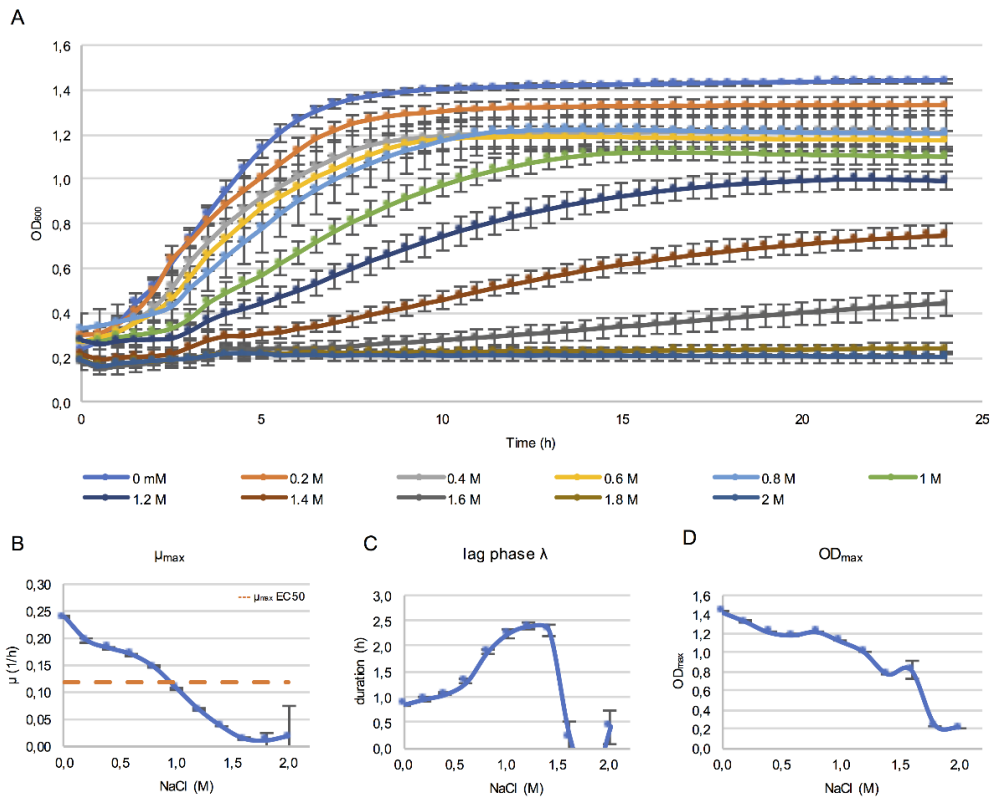 A
1,6
1,4
1,2
1,0
0,8
0,6
0,4
0,2
0,0
OD600
0 5 10 15 20 25
Time (h)
0 mM 0.2 M 0.4 M 0.6 M 0.8 M 1 M
1.2 M 1.4 M 1.6 M 1.8 M 2 M
B
μmax
0,30
0,25
0,20
0,15
0,10
0,05
0,00
μ (1/h)
μmax EC50
0,0 0,5 1,0 1,5 2,0
NaCl (M)
C
lag phase λ
3,0
2,5
2,0
1,5
1,0
0,5
0,0
duration (h)
0,0 0,5 1,0 1,5 2,0
NaCl (M)
D
ODmax
1,6
1,4
1,2
1,0
0,8
0,6
0,4
0,2
0,0
ODmax
0,0 0,5 1,0 1,5 2,0
NaCl (M)